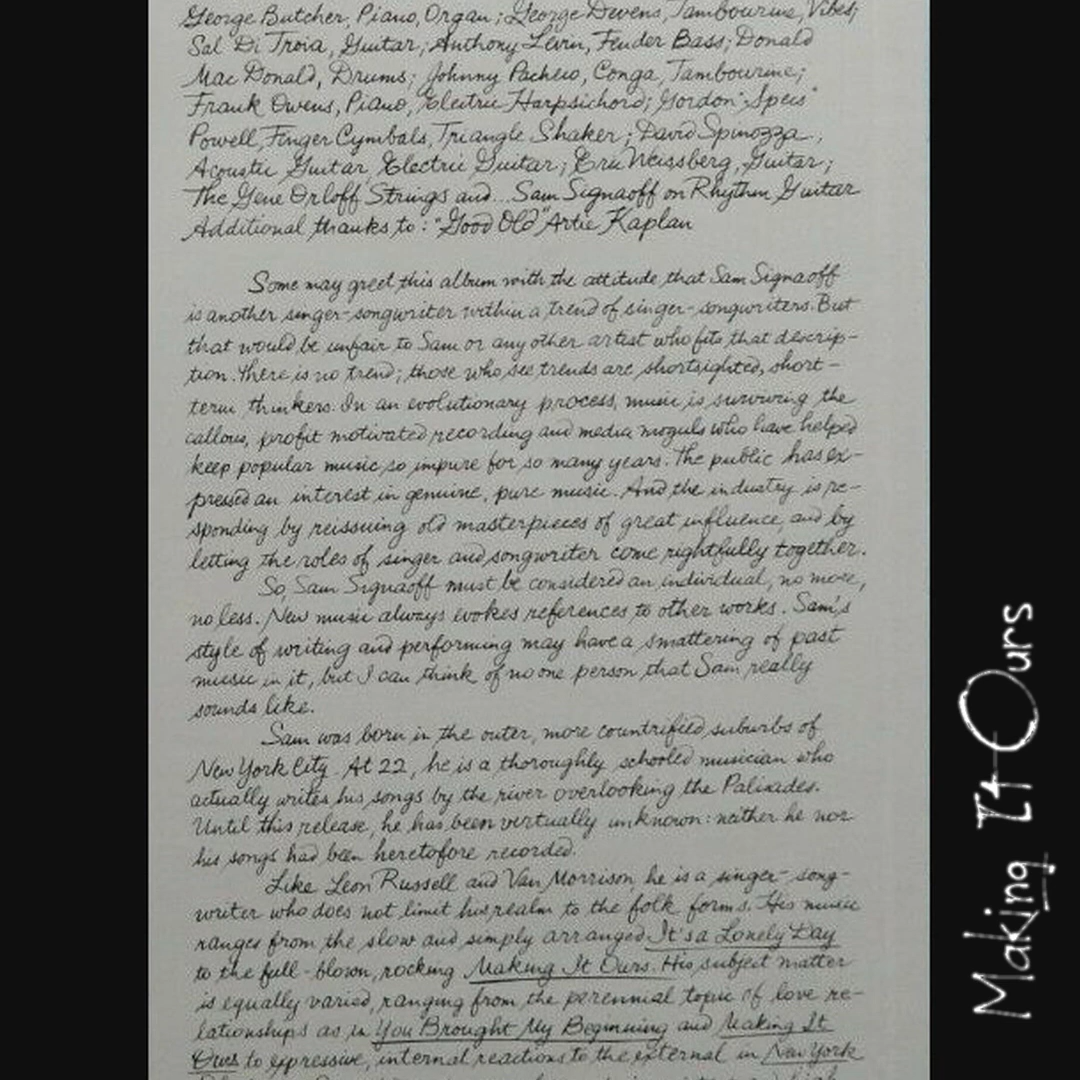 George Butcher, Piano, Organ; George Devens, Tambourine, Vibes;
Sal Di Troia, Guitar; Anthony Levin, Fender Bass; Donald
Mac Donald, Drums; Johnny Pacheco, Conga, Tambourine;
Frank Owens, Piano, Electric Harpsichord; Gordon "Specs"
Powell, Finger Cymbals, Triangle Shaker; David Spinozza,
Acoustic Guitar, Electric Guitar; Eric Weissberg, Guitar;
The Gene Orloff Strings and... Sam Signaoff on Rhythm Guitar
Additional thanks to: "Good Old" Artie Kaplan
Some may greet this album with the attitude that Sam Signaoff
is another singer-songwriter within a trend of singer-songwriters. But
that would be unfair to Sam or any other artist who fits that descrip-
tion. There is no trend; those who see trends are shortsighted, short-
term thinkers. In an evolutionary process, music is surviving the
callous, profit motivated recording and media moguls who have helped
keep popular music so impure for so many years. The public has ex-
pressed an interest in genuine, pure music. And the industry is re-
sponding by reissuing old masterpieces of great influence, and by
letting the roles of singer and songwriter come rightfully together.
So, Sam Signaoff must be considered an individual, no more,
no less. New music always evokes references to other works. Sam's
style of writing and performing may have a smattering of past
music in it, but I can think of no one person that Sam really
sounds like.
Sam was born in the outer, more countrified suburbs of
New York City. At 22, he is a thoroughly schooled musician who
actually writes his songs by the river overlooking the Palisades.
Until this release, he has been virtually unknown: neither he nor
his songs had been heretofore recorded.
Like Leon Russell and Van Morrison, he is a singer-song-
writer who does not limit his realm to the folk forms. His music
ranges from the slow and simply arranged It's a Lonely Day
to the full-blown, rocking Making It Ours. His subject matter
is equally varied, ranging from the perennial topic of love re-
lationships as in You Brought My Beginning and Making It
Ours to expressive, internal reactions to the external in New York
Making It Ours